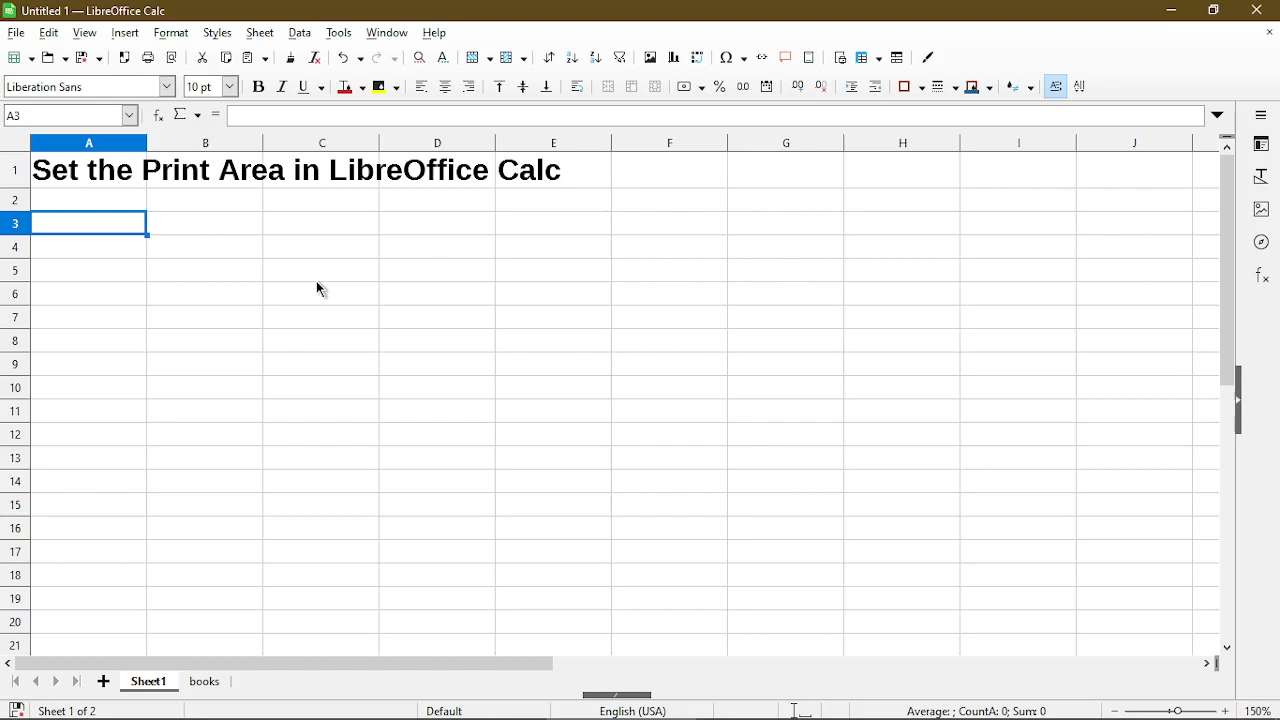 Untitled 1 — LibreOffice Calc
File Edit View Insert Format Styles Sheet Data Tools Window Help
Liberation Sans 10 pt B I U A % 0.0
A3 fx Σ =
A B C D E F G H I J
1 Set the Print Area in LibreOffice Calc
2
3
4
5
6
7
8
9
10
11
12
13
14
15
16
17
18
19
20
21
Sheet1 books
Sheet 1 of 2 Default English (USA) Average: ; CountA: 0; Sum: 0 150%